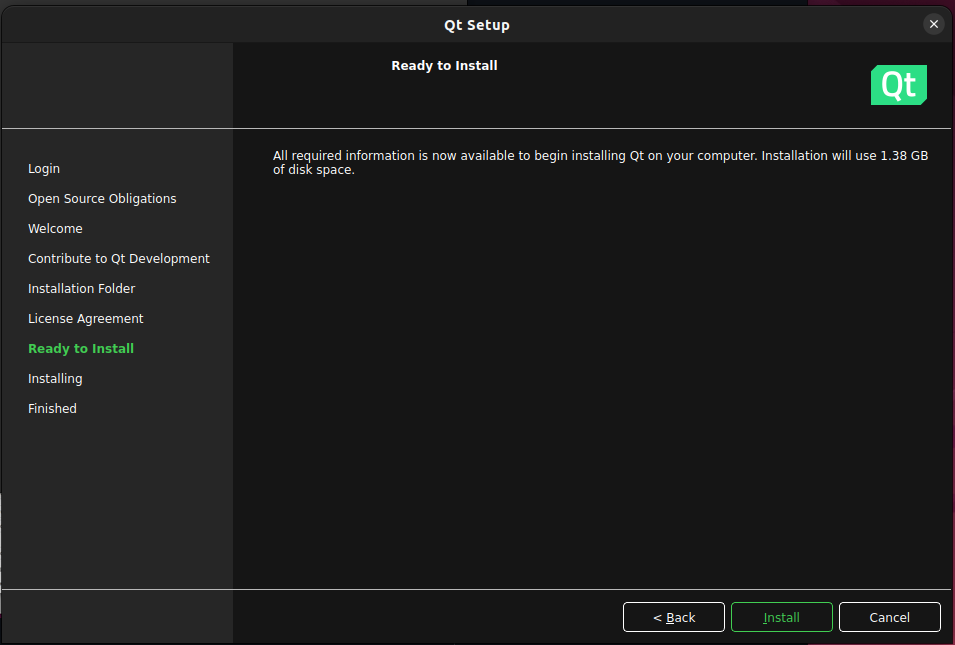 Qt Setup
Ready to Install
Qt
All required information is now available to begin installing Qt on your computer. Installation will use 1.38 GB
of disk space.
Login
Open Source Obligations
Welcome
Contribute to Qt Development
Installation Folder
License Agreement
Ready to Install
Installing
Finished
< Back
Install
Cancel